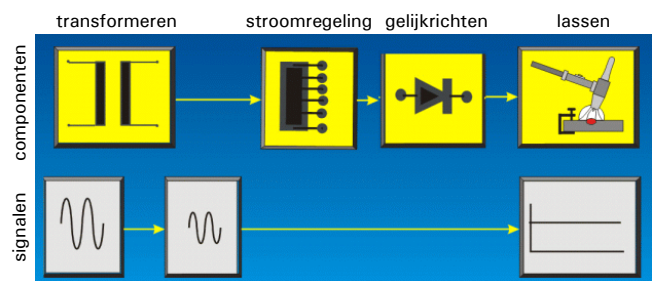 transformeren
stroomregeling
gelijkrichten
lassen
componenten
signalen